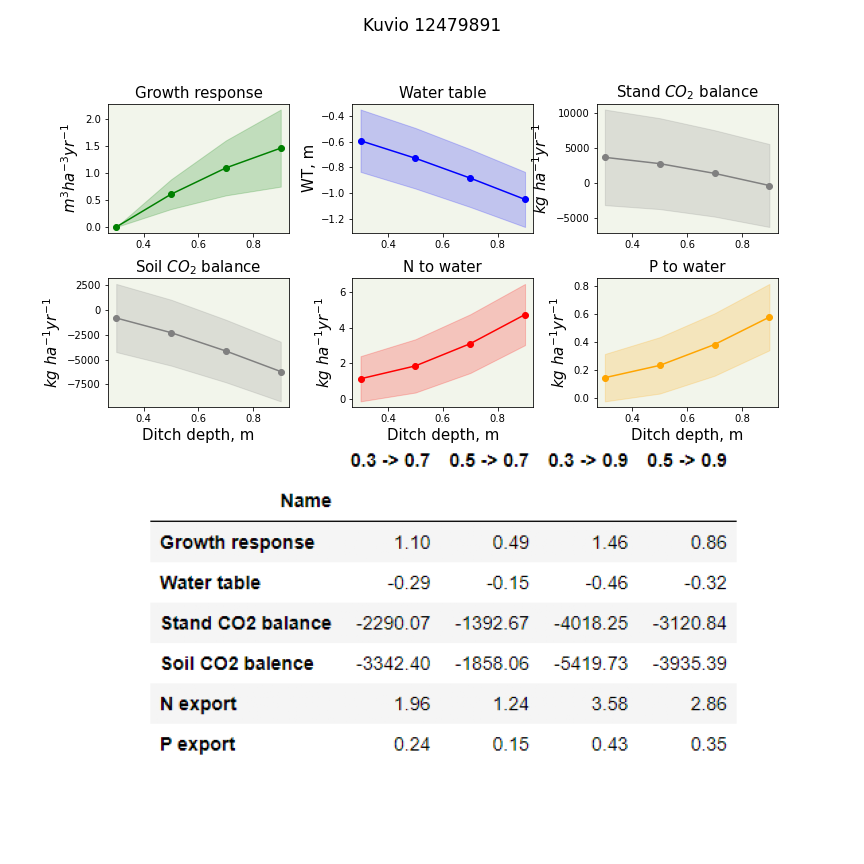 Kuvio 12479891
Growth response
Water table
Stand CO2 balance
m^3ha^−3yr^−1
2.0
1.5
1.0
0.5
0.0
0.4 0.6 0.8
WT, m
−0.4
−0.6
−0.8
−1.0
−1.2
0.4 0.6 0.8
kg ha^−1yr^−1
10000
5000
0
−5000
0.4 0.6 0.8
Soil CO2 balance
N to water
P to water
kg ha^−1yr^−1
2500
0
−2500
−5000
−7500
0.4 0.6 0.8
Ditch depth, m
kg ha^−1yr^−1
6
4
2
0
0.4 0.6 0.8
Ditch depth, m
kg ha^−1yr^−1
0.8
0.6
0.4
0.2
0.0
0.4 0.6 0.8
Ditch depth, m
0.3 -> 0.7 0.5 -> 0.7 0.3 -> 0.9 0.5 -> 0.9
Name
Growth response 1.10 0.49 1.46 0.86
Water table -0.29 -0.15 -0.46 -0.32
Stand CO2 balance -2290.07 -1392.67 -4018.25 -3120.84
Soil CO2 balence -3342.40 -1858.06 -5419.73 -3935.39
N export 1.96 1.24 3.58 2.86
P export 0.24 0.15 0.43 0.35